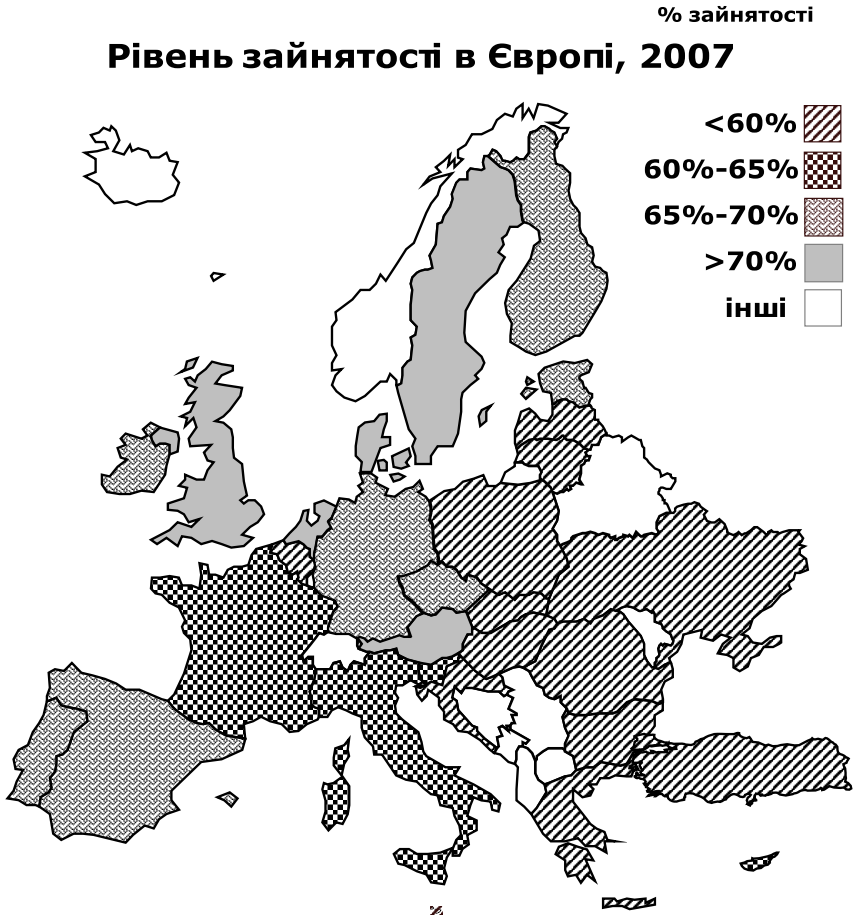 % зайнятості
Рівень зайнятості в Європі, 2007
<60%
60%-65%
65%-70%
>70%
інші